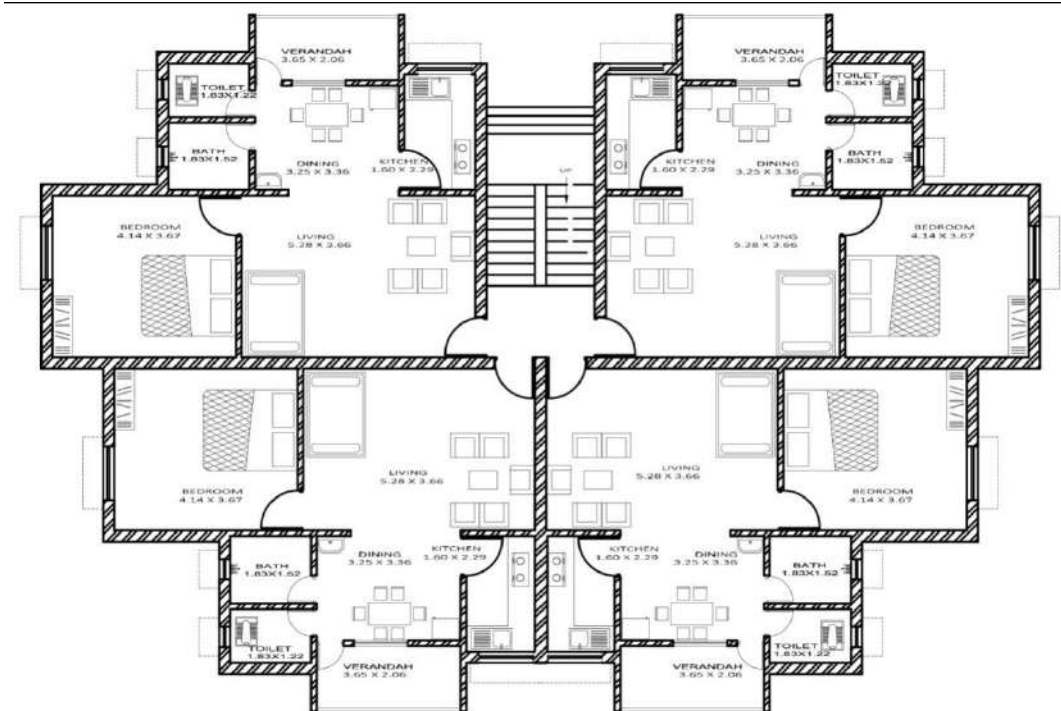 VERANDAH
3.65 X 2.06
VERANDAH
3.65 X 2.06
TOILET
1.83X1.22
TOILET
1.83X1.22
BATH
1.83X1.52
DINING
3.25 X 3.36
KITCHEN
1.60 X 2.29
KITCHEN
1.60 X 2.29
DINING
3.25 X 3.36
BATH
1.83X1.52
UP
BEDROOM
4.14 X 3.67
LIVING
5.28 X 3.66
LIVING
5.28 X 3.66
BEDROOM
4.14 X 3.67
BEDROOM
4.14 X 3.67
LIVING
5.28 X 3.66
LIVING
5.28 X 3.66
BEDROOM
4.14 X 3.67
BATH
1.83X1.52
DINING
3.25 X 3.36
KITCHEN
1.60 X 2.29
KITCHEN
1.60 X 2.29
DINING
3.25 X 3.36
BATH
1.83X1.52
TOILET
1.83X1.22
VERANDAH
3.65 X 2.06
VERANDAH
3.65 X 2.06
TOILET
1.83X1.22